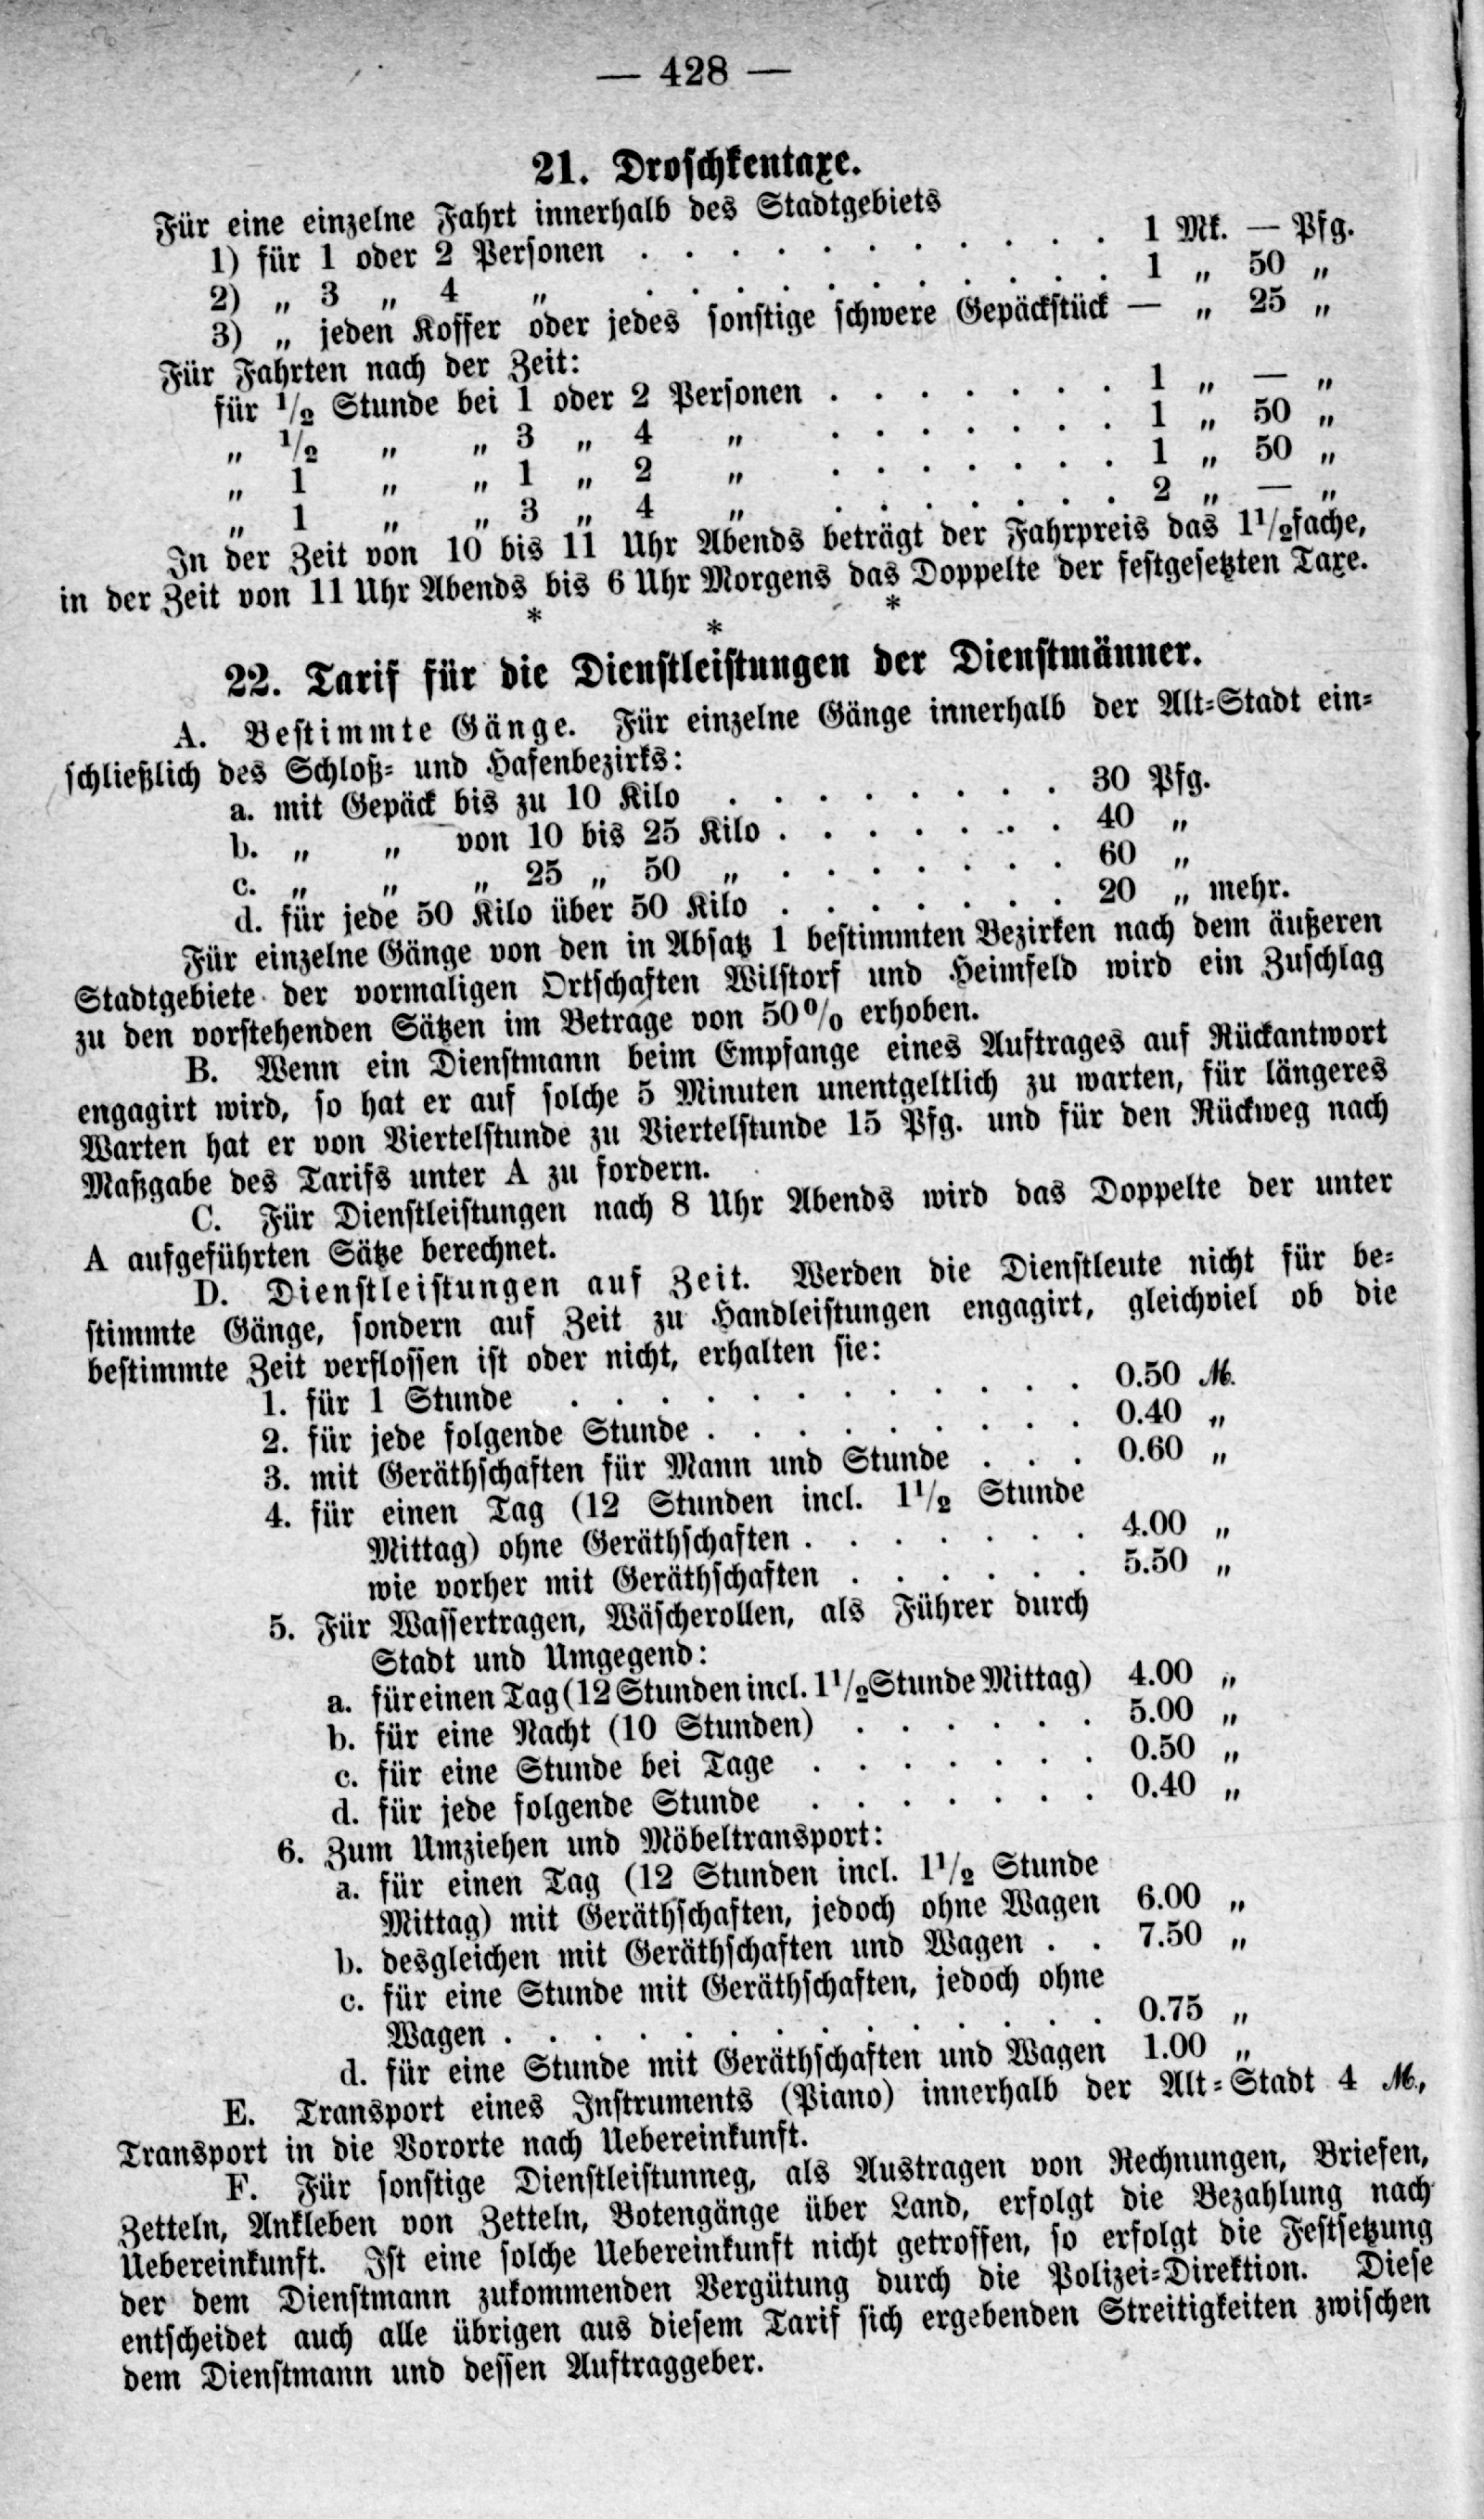 — 428 —
21. Droschkentaxe.
Für eine einzelne Fahrt innerhalb des Stadtgebiets
1) für 1 oder 2 Personen . . . . . . . . . . . 1 Mk. — Pfg.
2) „ 3 „ 4 „ . . . . . . . . . . . 1 „ 50 „
3) „ jeden Koffer oder jedes sonstige schwere Gepäckstück — „ 25 „
Für Fahrten nach der Zeit:
für 1/2 Stunde bei 1 oder 2 Personen . . . . . . . 1 „ — „
„ 1/2 „ „ 3 „ 4 „ . . . . . . . 1 „ 50 „
„ 1 „ „ 1 „ 2 „ . . . . . . . 1 „ 50 „
„ 1 „ „ 3 „ 4 „ . . . . . . . 2 „ — „
In der Zeit von 10 bis 11 Uhr Abends beträgt der Fahrpreis das 1 1/2fache,
in der Zeit von 11 Uhr Abends bis 6 Uhr Morgens das Doppelte der festgesetzten Taxe.
* * *
22. Tarif für die Dienstleistungen der Dienstmänner.
A. Bestimmte Gänge. Für einzelne Gänge innerhalb der Alt-Stadt ein-
schließlich des Schloß- und Hafenbezirks:
a. mit Gepäck bis zu 10 Kilo . . . . . . . . 30 Pfg.
b. „ „ von 10 bis 25 Kilo . . . . . . . 40 „
c. „ „ „ 25 „ 50 „ . . . . . . . 60 „
d. für jede 50 Kilo über 50 Kilo . . . . . . . 20 „ mehr.
Für einzelne Gänge von den in Absatz 1 bestimmten Bezirken nach dem äußeren
Stadtgebiete der vormaligen Ortschaften Wilstorf und Heimfeld wird ein Zuschlag
zu den vorstehenden Sätzen im Betrage von 50% erhoben.
B. Wenn ein Dienstmann beim Empfange eines Auftrages auf Rückantwort
engagirt wird, so hat er auf solche 5 Minuten unentgeltlich zu warten, für längeres
Warten hat er von Viertelstunde zu Viertelstunde 15 Pfg. und für den Rückweg nach
Maßgabe des Tarifs unter A zu fordern.
C. Für Dienstleistungen nach 8 Uhr Abends wird das Doppelte der unter
A aufgeführten Sätze berechnet.
D. Dienstleistungen auf Zeit. Werden die Dienstleute nicht für be-
stimmte Gänge, sondern auf Zeit zu Handleistungen engagirt, gleichviel ob die
bestimmte Zeit verflossen ist oder nicht, erhalten sie:
1. für 1 Stunde . . . . . . . . . . . . 0.50 M.
2. für jede folgende Stunde . . . . . . . . . 0.40 „
3. mit Geräthschaften für Mann und Stunde . . . 0.60 „
4. für einen Tag (12 Stunden incl. 1 1/2 Stunde
Mittag) ohne Geräthschaften . . . . . . . 4.00 „
wie vorher mit Geräthschaften . . . . . . 5.50 „
5. Für Wassertragen, Wäscherollen, als Führer durch
Stadt und Umgegend:
a. für einen Tag (12 Stunden incl. 1 1/2 Stunde Mittag) 4.00 „
b. für eine Nacht (10 Stunden) . . . . . . 5.00 „
c. für eine Stunde bei Tage . . . . . . . 0.50 „
d. für jede folgende Stunde . . . . . . . 0.40 „
6. Zum Umziehen und Möbeltransport:
a. für einen Tag (12 Stunden incl. 1 1/2 Stunde
Mittag) mit Geräthschaften, jedoch ohne Wagen 6.00 „
b. desgleichen mit Geräthschaften und Wagen . . 7.50 „
c. für eine Stunde mit Geräthschaften, jedoch ohne
Wagen . . . . . . . . . . . . . . 0.75 „
d. für eine Stunde mit Geräthschaften und Wagen 1.00 „
E. Transport eines Instruments (Piano) innerhalb der Alt-Stadt 4 M.,
Transport in die Vororte nach Uebereinkunft.
F. Für sonstige Dienstleistunneg, als Austragen von Rechnungen, Briefen,
Zetteln, Ankleben von Zetteln, Botengänge über Land, erfolgt die Bezahlung nach
Uebereinkunft. Ist eine solche Uebereinkunft nicht getroffen, so erfolgt die Festsetzung
der dem Dienstmann zukommenden Vergütung durch die Polizei-Direktion. Diese
entscheidet auch alle übrigen aus diesem Tarif sich ergebenden Streitigkeiten zwischen
dem Dienstmann und dessen Auftraggeber.